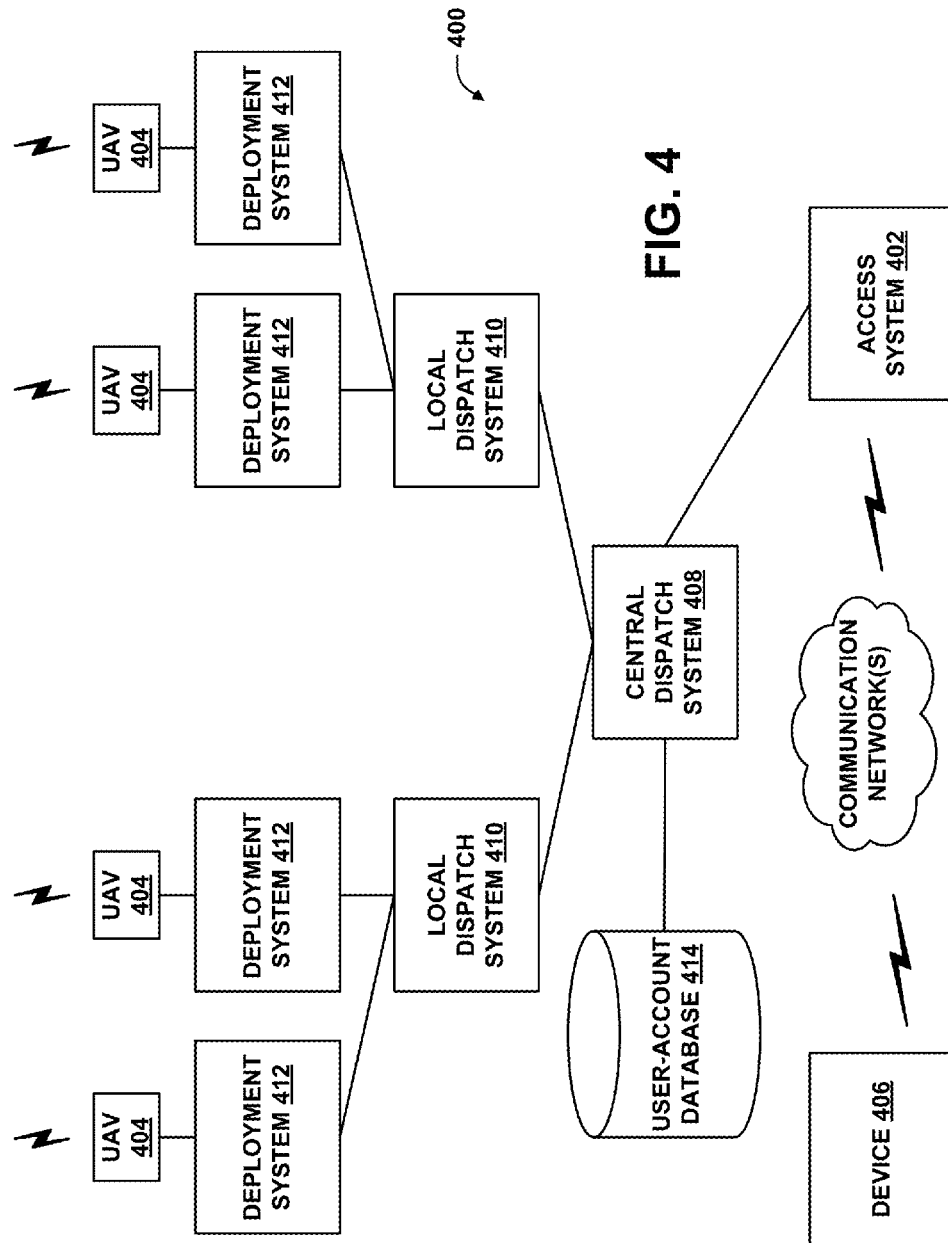 UAV
404
UAV
404
UAV
404
UAV
404
DEPLOYMENT
SYSTEM 412
DEPLOYMENT
SYSTEM 412
DEPLOYMENT
SYSTEM 412
DEPLOYMENT
SYSTEM 412
400
LOCAL
DISPATCH
SYSTEM 410
LOCAL
DISPATCH
SYSTEM 410
FIG. 4
USER-ACCOUNT
DATABASE 414
CENTRAL
DISPATCH
SYSTEM 408
DEVICE 406
COMMUNICATION
NETWORK(S)
ACCESS
SYSTEM 402